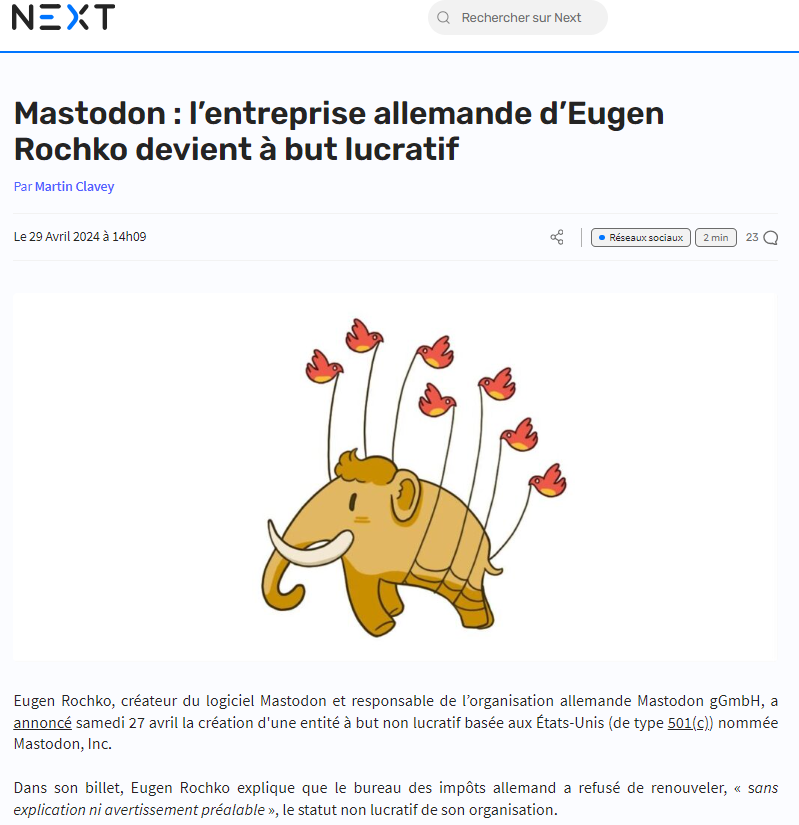 NEXT
Rechercher sur Next
Mastodon : l’entreprise allemande d’Eugen
Rochko devient à but lucratif
Par Martin Clavey
Le 29 Avril 2024 à 14h09
Réseaux sociaux
2 min
23
Eugen Rochko, créateur du logiciel Mastodon et responsable de l’organisation allemande Mastodon gGmbH, a
annoncé samedi 27 avril la création d'une entité à but non lucratif basée aux États-Unis (de type 501(c)) nommée
Mastodon, Inc.
Dans son billet, Eugen Rochko explique que le bureau des impôts allemand a refusé de renouveler, « sans
explication ni avertissement préalable », le statut non lucratif de son organisation.